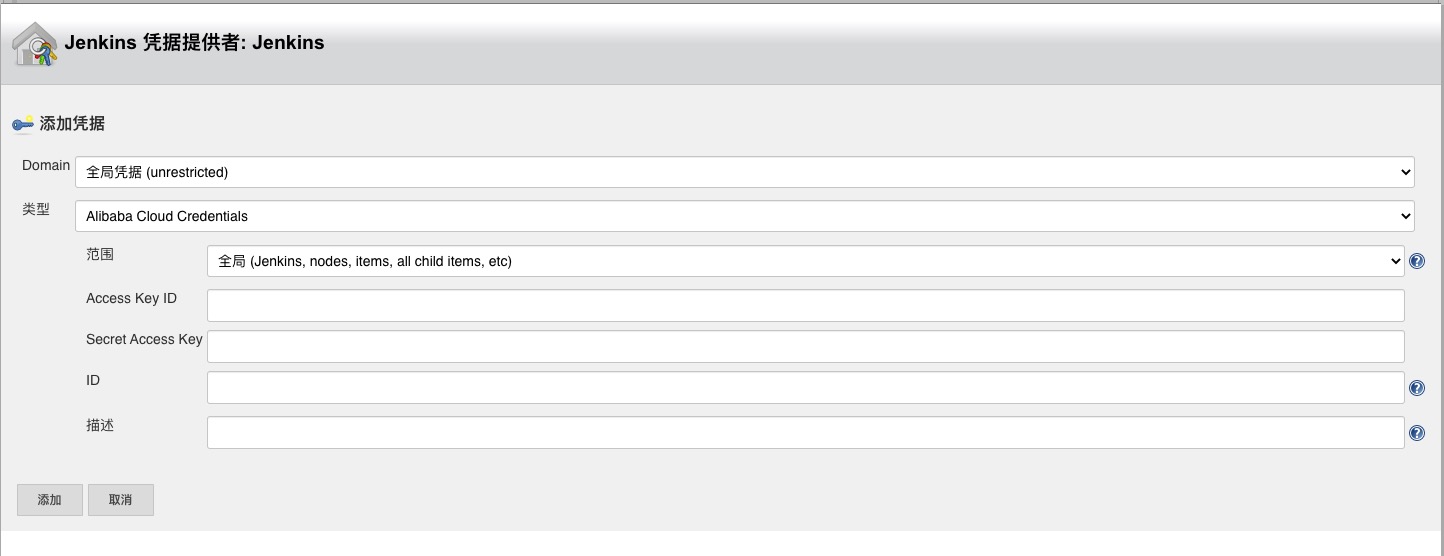 Jenkins 凭据提供者: Jenkins
添加凭据
Domain 全局凭据 (unrestricted)
类型 Alibaba Cloud Credentials
范围 全局 (Jenkins, nodes, items, all child items, etc)
Access Key ID
Secret Access Key
ID
描述
添加 取消